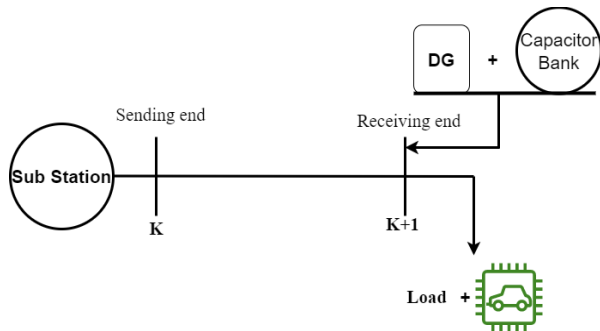 DG
+
Capacitor
Bank
Sending end
Receiving end
Sub Station
K
K+1
Load +